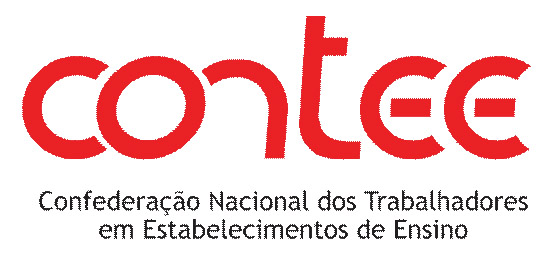 contee
Confederação Nacional dos Trabalhadores
em Estabelecimentos de Ensino